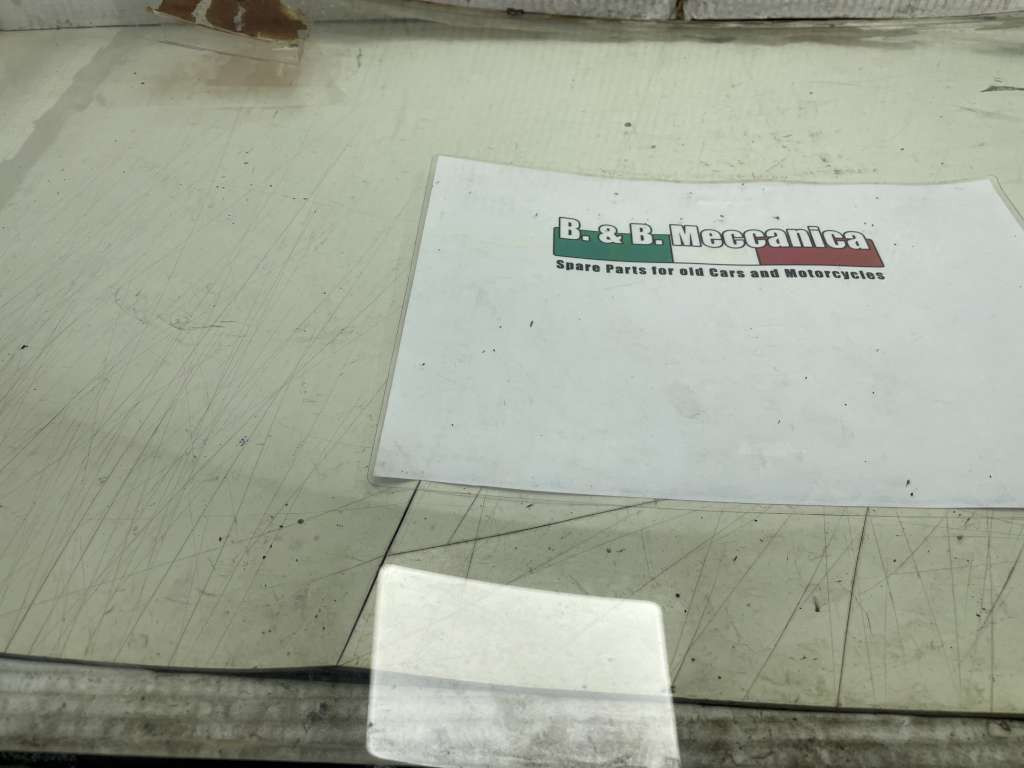 B. & B. Meccanica
Spare Parts for old Cars and Motorcycles